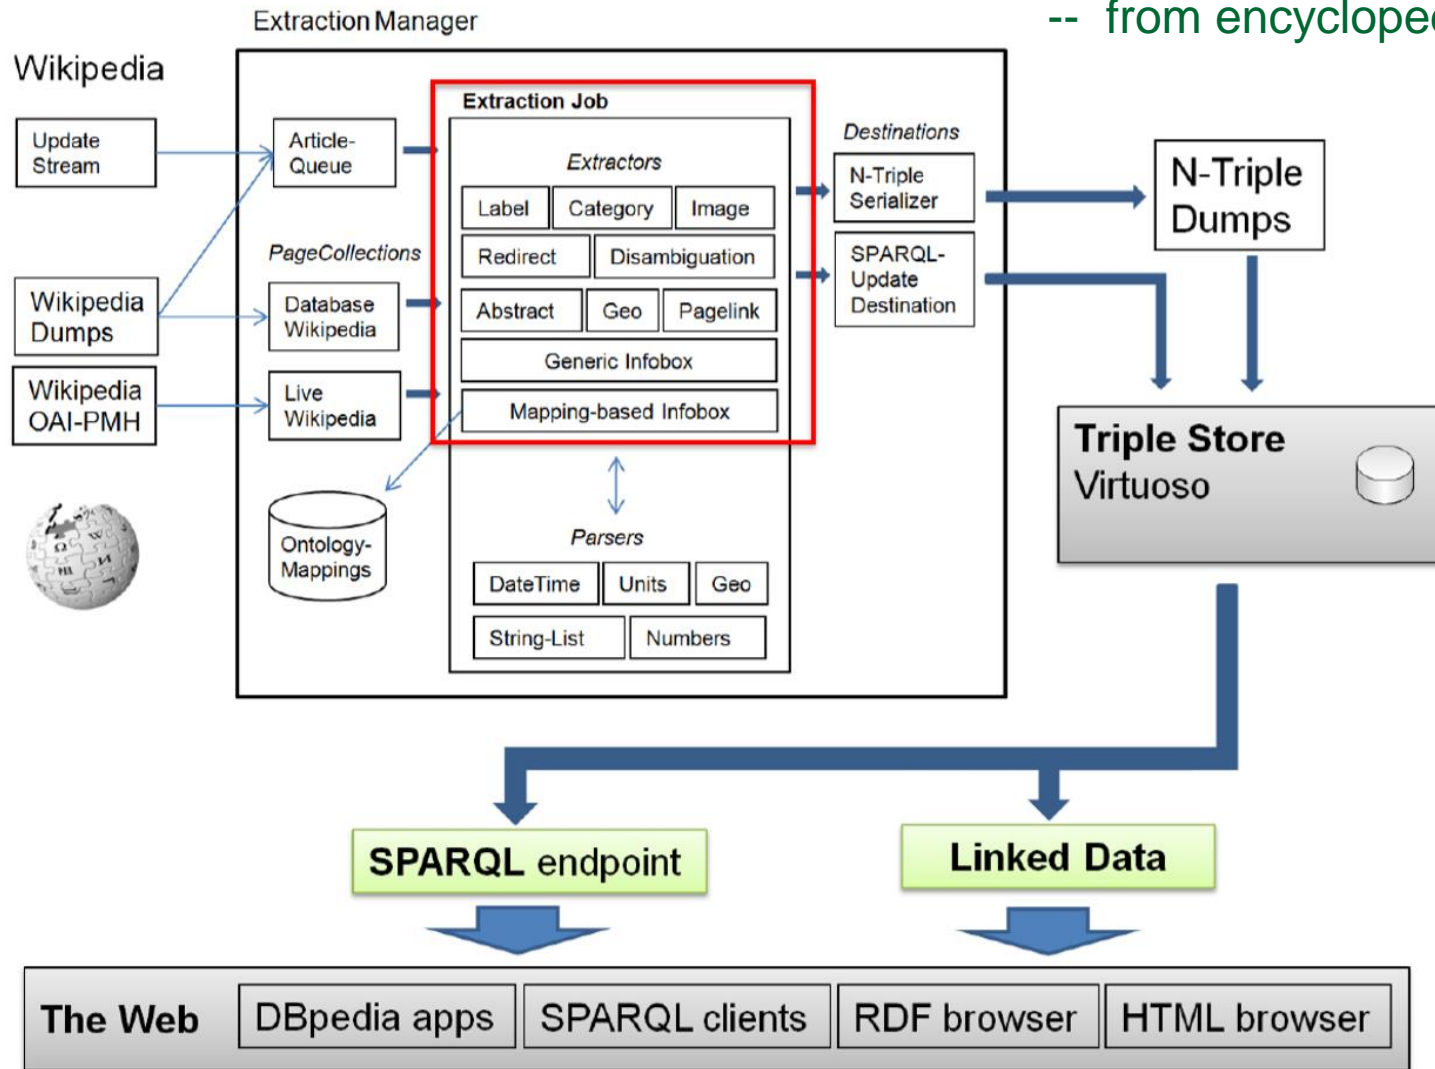 -- from encyclope
Extraction Manager
Wikipedia
Extraction Job
Update
Stream
Article-
Queue
Destinations
Extractors
N-Triple
Serializer
N-Triple
Dumps
Label
Category
Image
PageCollections
Redirect
Disambiguation
SPARQL-
Update
Destination
Wikipedia
Dumps
Database
Wikipedia
Abstract
Geo
Pagelink
Generic Infobox
Wikipedia
OAI-PMH
Live
Wikipedia
Mapping-based Infobox
Triple Store
Virtuoso
Ω
W
И
Ontology-
Mappings
Parsers
DateTime
Units
Geo
String-List
Numbers
SPARQL endpoint
Linked Data
The Web
DBpedia apps
SPARQL clients
RDF browser
HTML browser